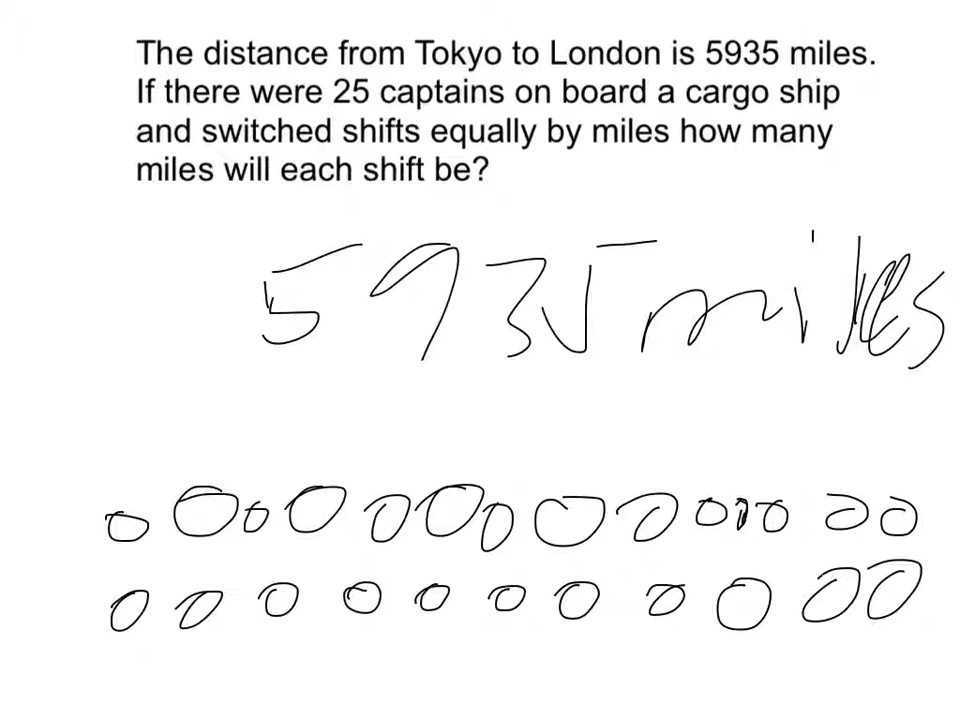 The distance from Tokyo to London is 5935 miles.
If there were 25 captains on board a cargo ship
and switched shifts equally by miles how many
miles will each shift be?
5935 miles